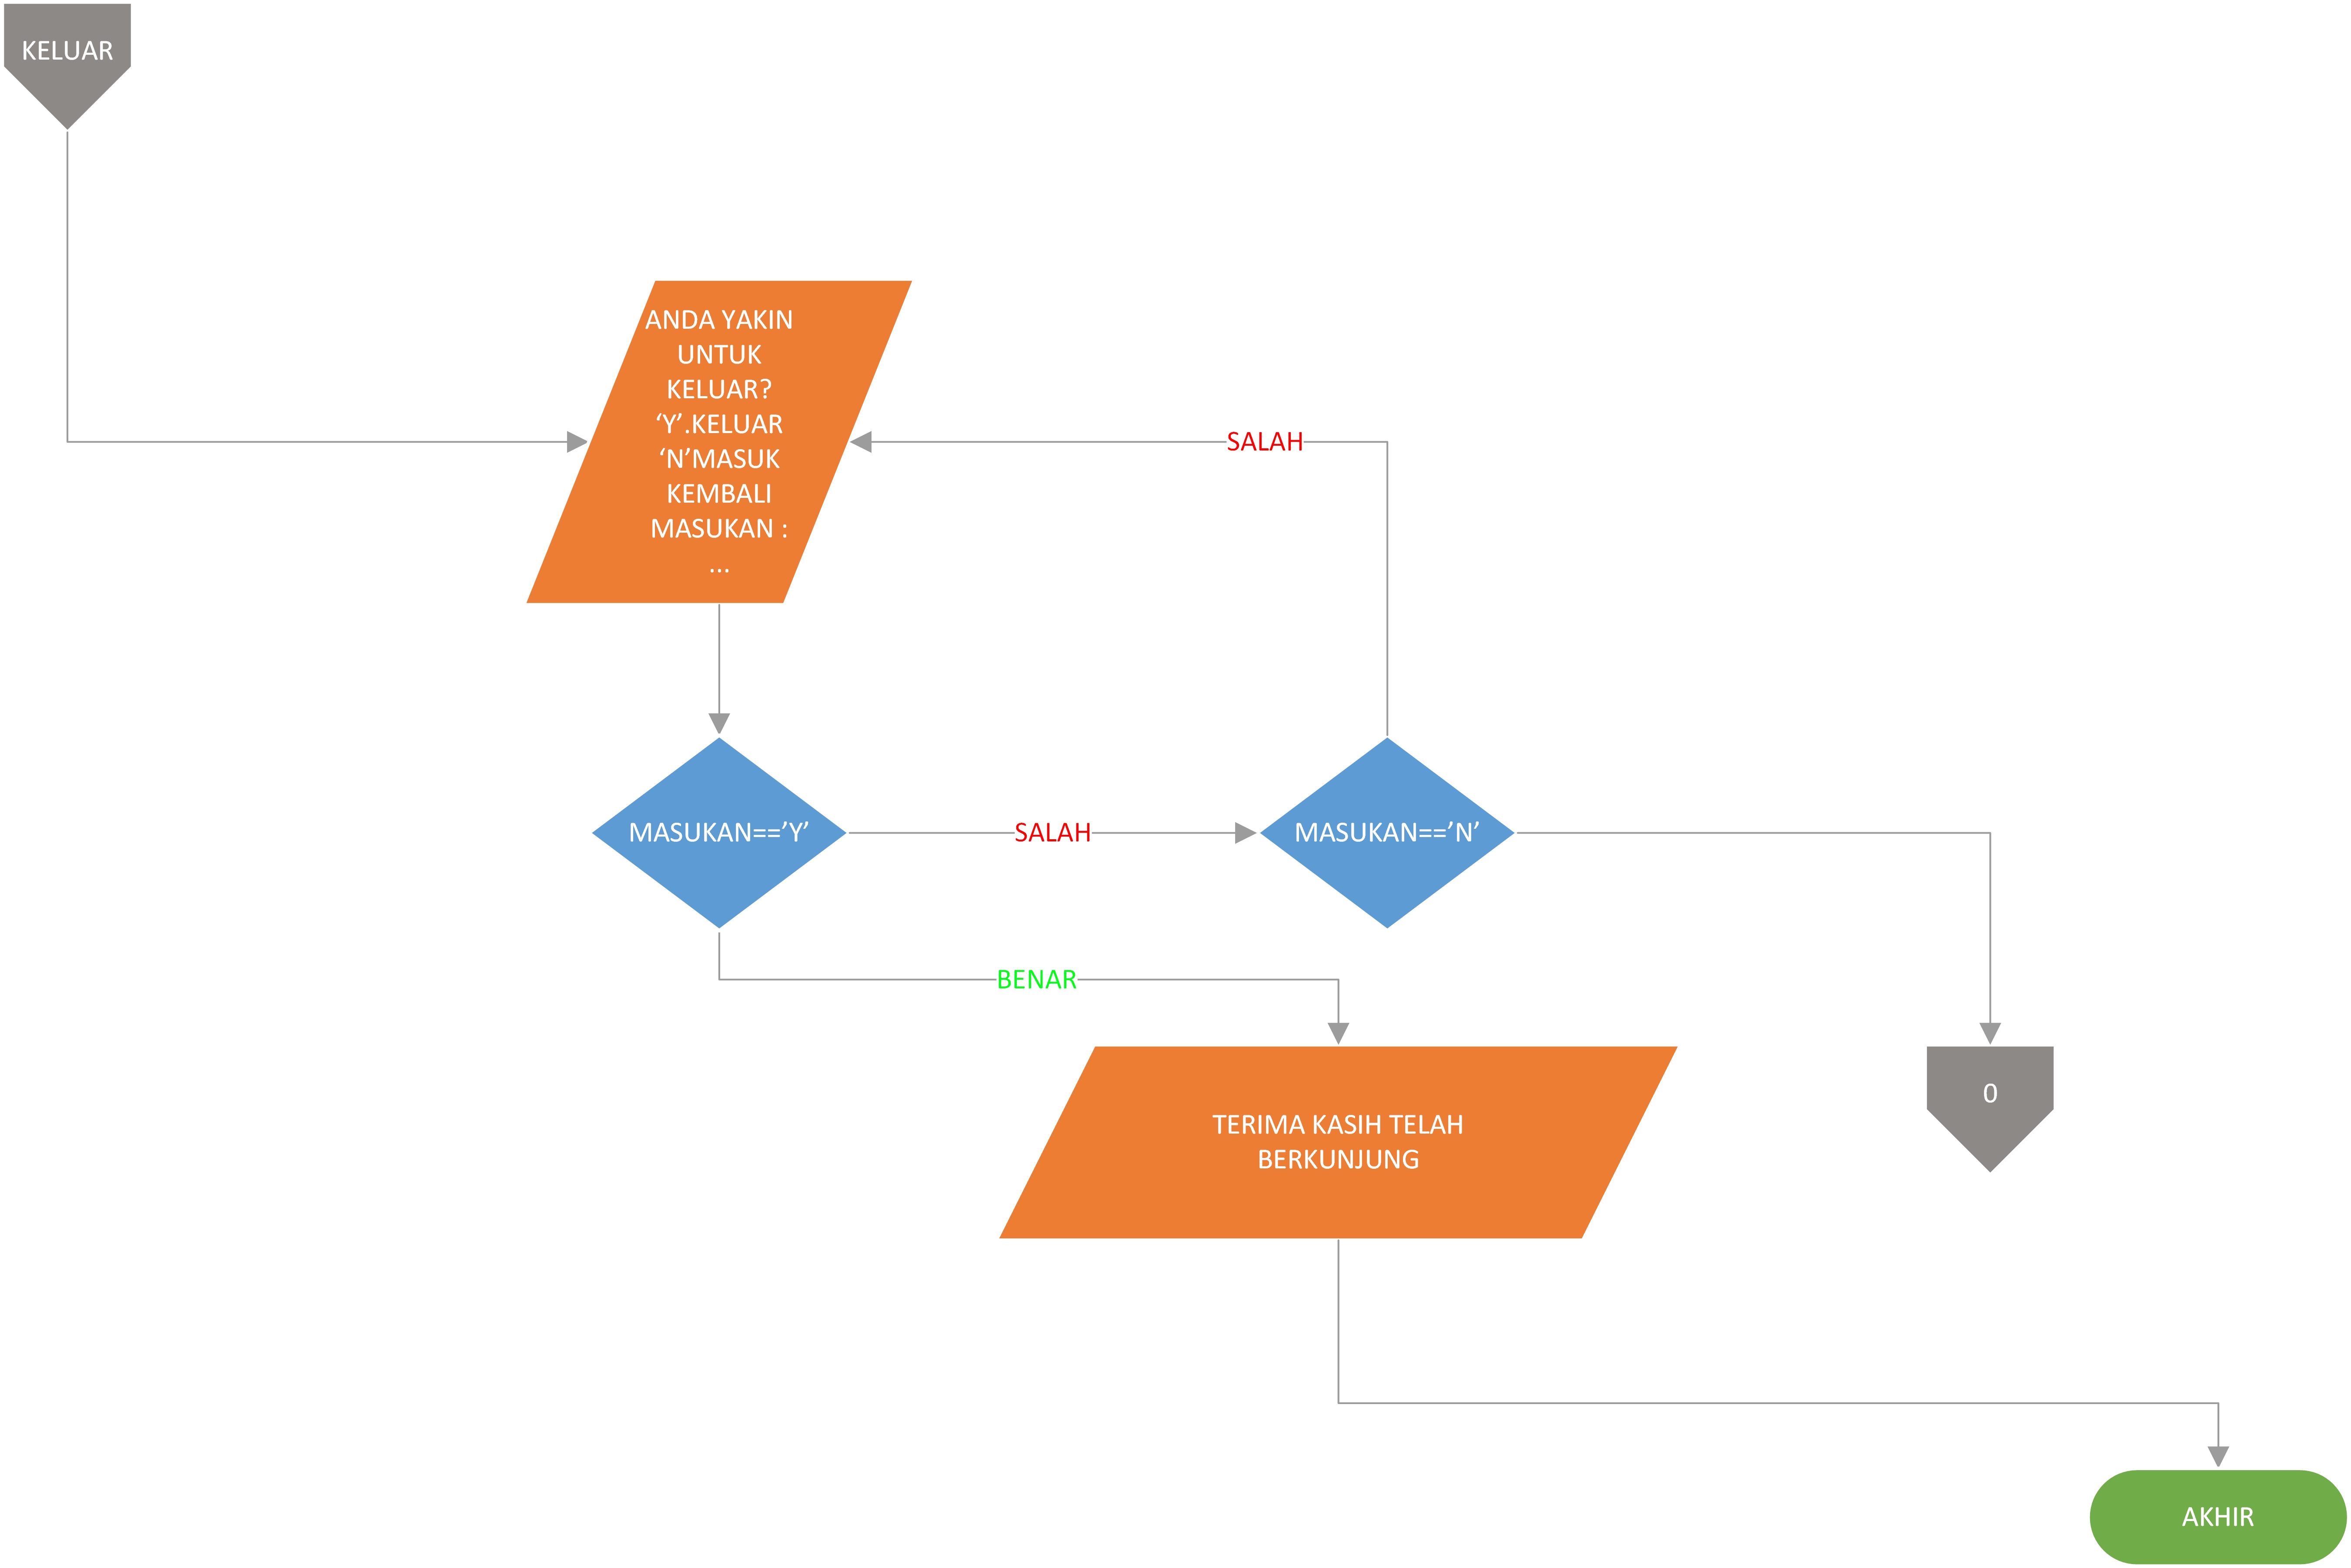 KELUAR
ANDA YAKIN
UNTUK
KELUAR?
‘Y’.KELUAR
‘N’MASUK
KEMBALI
MASUKAN :
...
SALAH
MASUKAN==’Y’
SALAH
MASUKAN==’N’
BENAR
TERIMA KASIH TELAH
BERKUNJUNG
0
AKHIR